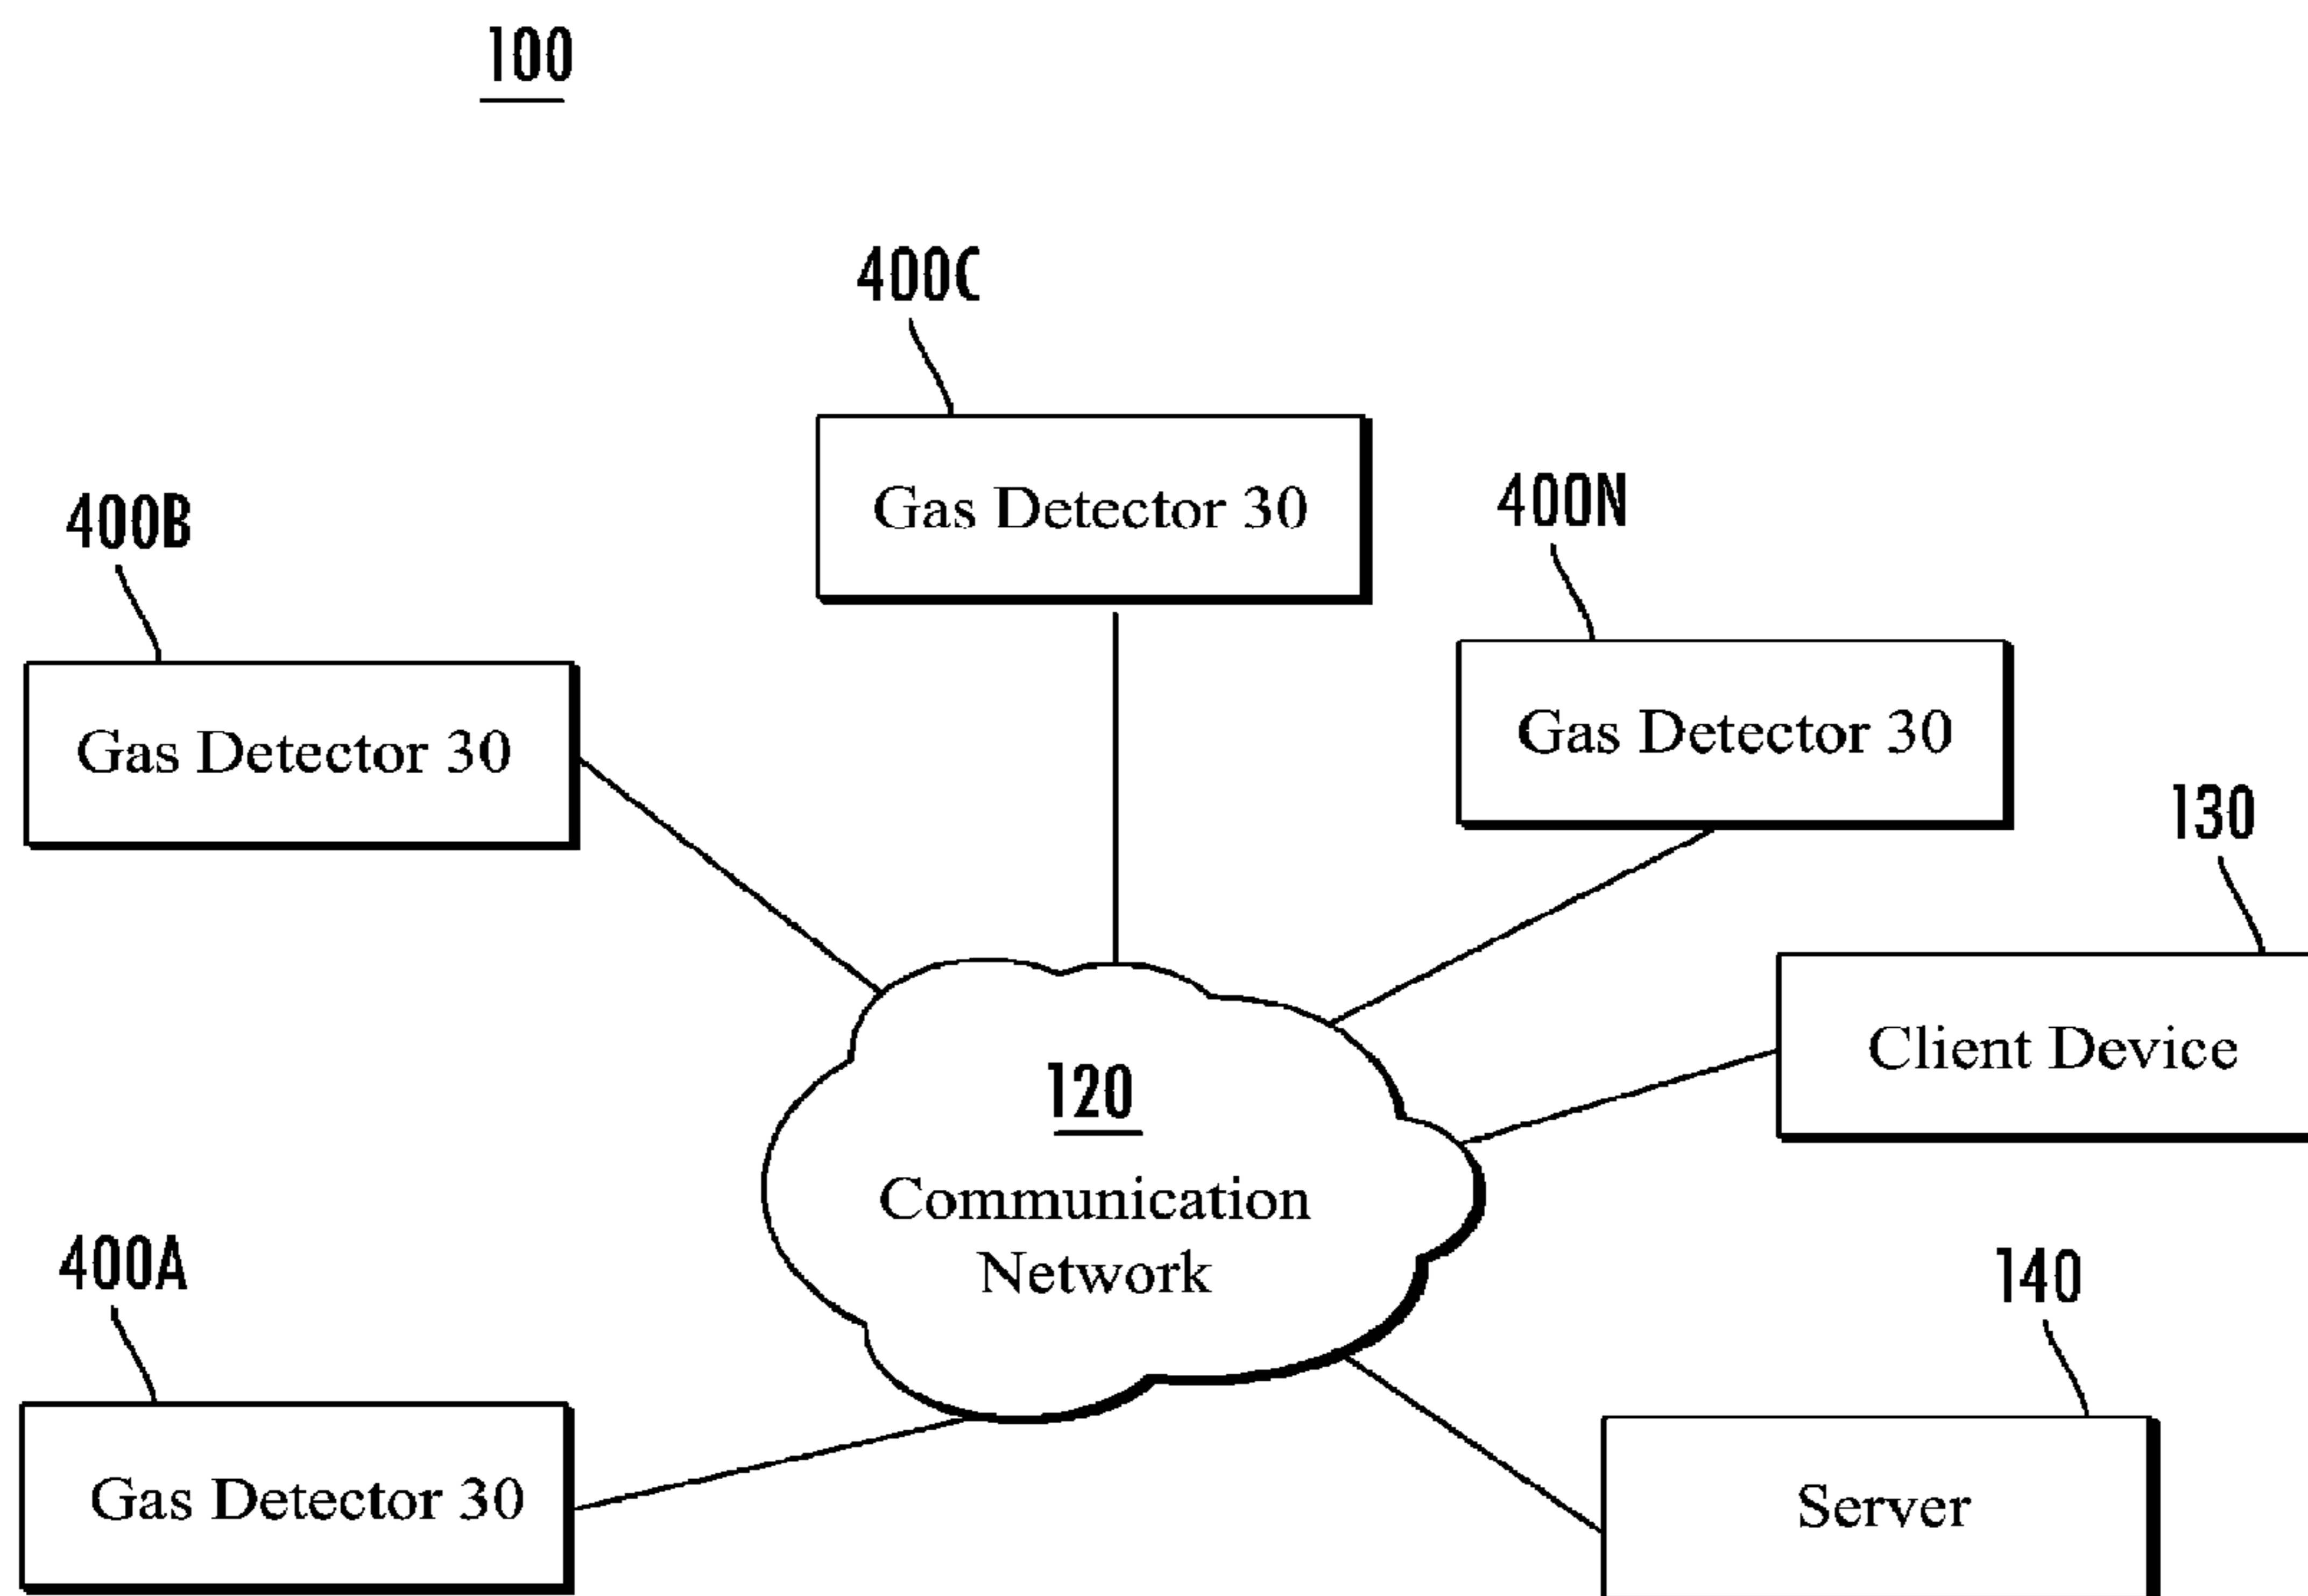 100
400C
Gas Detector 30
400N
Gas Detector 30
400B
Gas Detector 30
130
Client Device
120
Communication
Network
400A
Gas Detector 30
140
Server